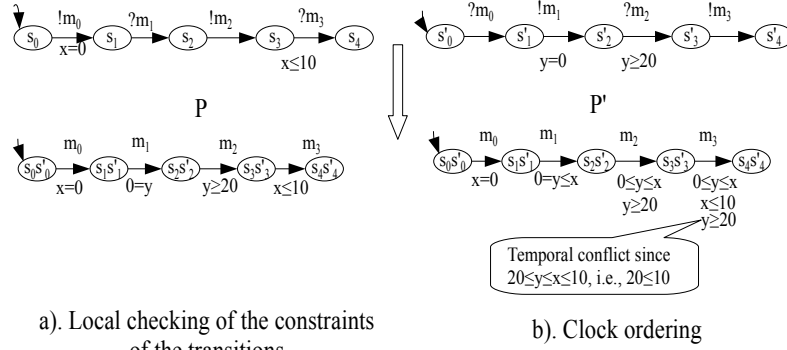 !m₀ ?m₁ !m₂ ?m₃
s₀ s₁ s₂ s₃ s₄
x=0 x≤10
P
?m₀ !m₁ ?m₂ !m₃
s'₀ s'₁ s'₂ s'₃ s'₄
y=0 y≥20
P'
m₀ m₁ m₂ m₃
s₀s'₀ s₁s'₁ s₂s'₂ s₃s'₃ s₄s'₄
x=0 0=y y≥20 x≤10
m₀ m₁ m₂ m₃
s₀s'₀ s₁s'₁ s₂s'₂ s₃s'₃ s₄s'₄
x=0 0=y≤x 0≤y≤x 0≤y≤x
y≥20 x≤10
y≥20
Temporal conflict since
20≤y≤x≤10, i.e., 20≤10
a). Local checking of the constraints
of the transitions
b). Clock ordering